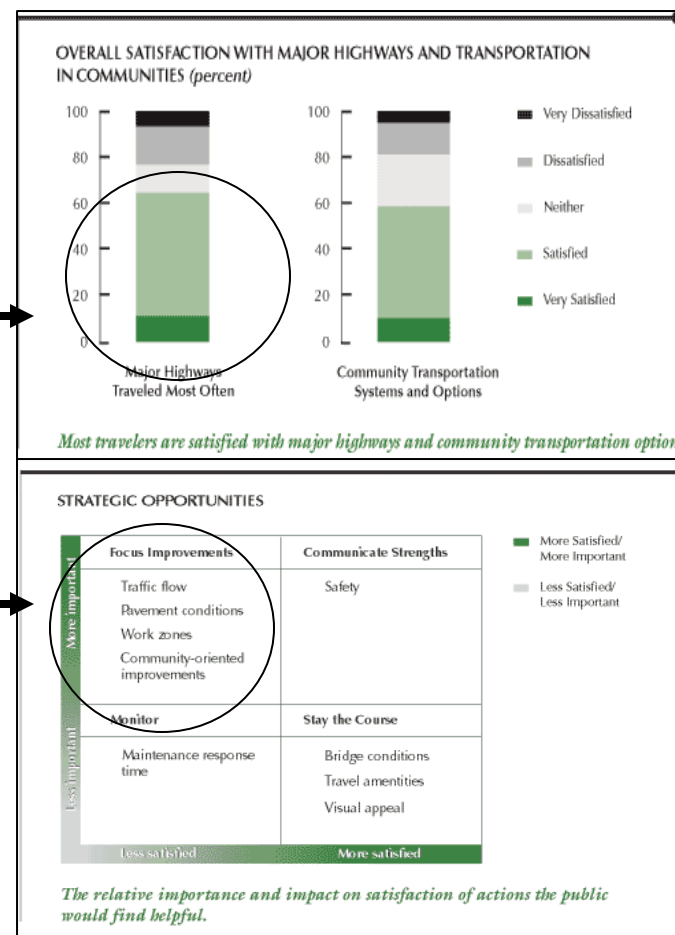 OVERALL SATISFACTION WITH MAJOR HIGHWAYS AND TRANSPORTATION
IN COMMUNITIES (percent)
100
80
60
40
20
0
Major Highways
Traveled Most Often
100
80
60
40
20
0
Community Transportation
Systems and Options
Very Dissatisfied
Dissatisfied
Neither
Satisfied
Very Satisfied
Most travelers are satisfied with major highways and community transportation option
STRATEGIC OPPORTUNITIES
More important
Less important
Focus Improvements
Traffic flow
Pavement conditions
Work zones
Community-oriented
improvements
Communicate Strengths
Safety
Monitor
Maintenance response
time
Stay the Course
Bridge conditions
Travel amentities
Visual appeal
Less satisfied
More satisfied
More Satisfied/
More Important
Less Satisfied/
Less Important
The relative importance and impact on satisfaction of actions the public
would find helpful.